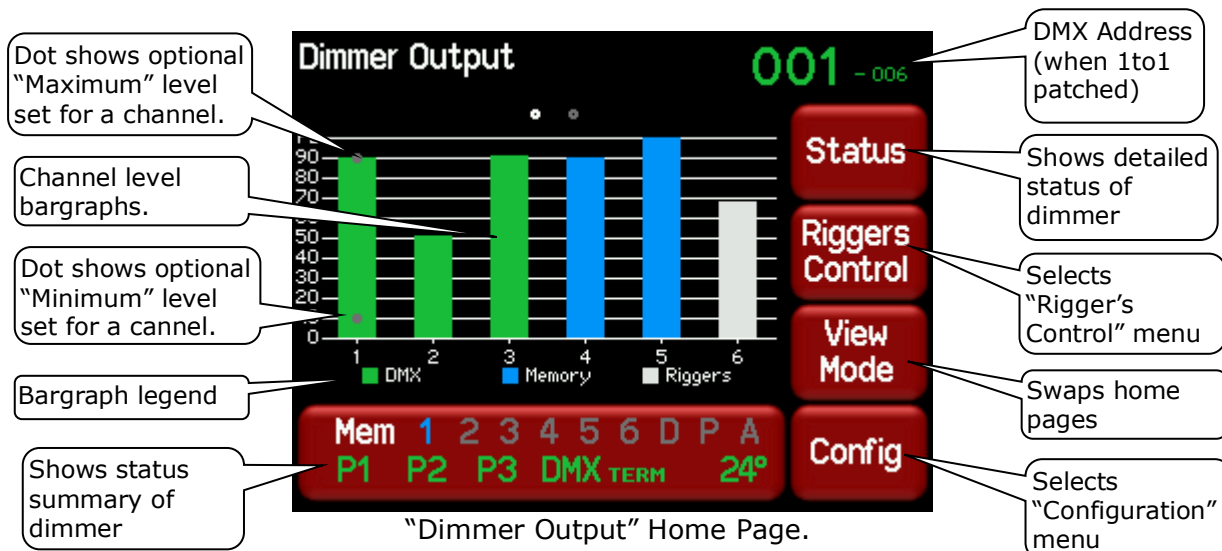 Dot shows optional
“Maximum” level
set for a channel.
Channel level
bargraphs.
Dot shows optional
“Minimum” level
set for a cannel.
Bargraph legend
Shows status
summary of
dimmer
Dimmer Output
001 - 006
90
80
70
50
40
30
20
0
1 2 3 4 5 6
DMX Memory Riggers
Mem 1 2 3 4 5 6 D P A
P1 P2 P3 DMX TERM 24°
Status
Riggers
Control
View
Mode
Config
DMX Address
(when 1to1
patched)
Shows detailed
status of
dimmer
Selects
“Rigger’s
Control” menu
Swaps home
pages
Selects
“Configuration”
menu
“Dimmer Output” Home Page.